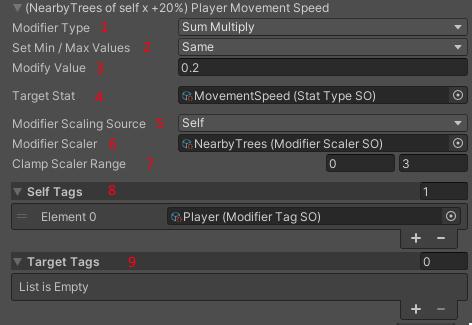 (NearbyTrees of self x +20%) Player Movement Speed
Modifier Type 1 Sum Multiply
Set Min / Max Values 2 Same
Modify Value 3 0.2
Target Stat 4 MovementSpeed (Stat Type SO)
Modifier Scaling Source 5 Self
Modifier Scaler 6 NearbyTrees (Modifier Scaler SO)
Clamp Scaler Range 7 0 3
Self Tags 8 1
Element 0 Player (Modifier Tag SO)
+ −
Target Tags 9 0
List is Empty
+ −